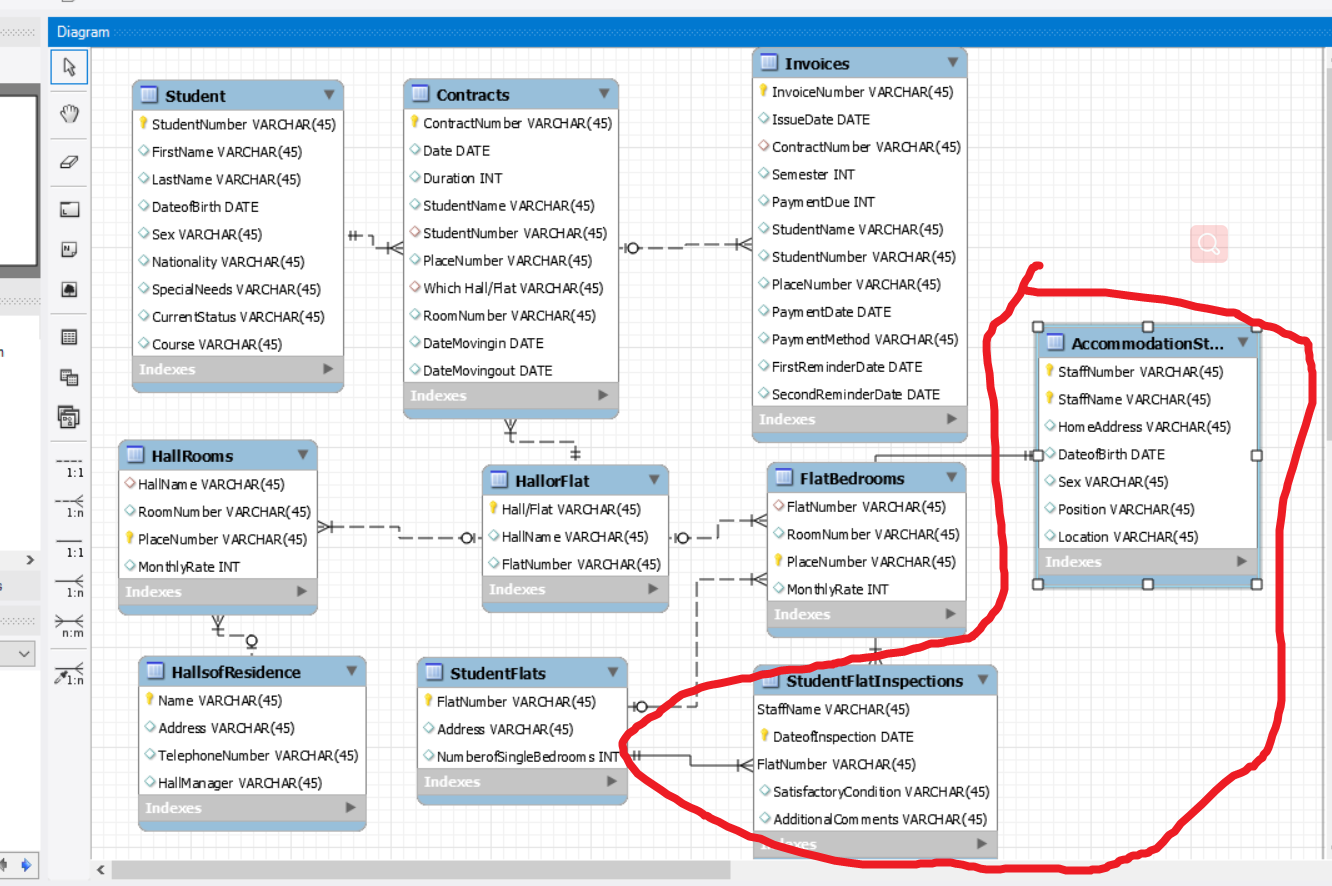 Diagram
Student
StudentNumber VARCHAR(45)
FirstName VARCHAR(45)
LastName VARCHAR(45)
DateofBirth DATE
Sex VARCHAR(45)
Nationality VARCHAR(45)
SpecialNeeds VARCHAR(45)
CurrentStatus VARCHAR(45)
Course VARCHAR(45)
Indexes
Contracts
ContractNumber VARCHAR(45)
Date DATE
Duration INT
StudentName VARCHAR(45)
StudentNumber VARCHAR(45)
PlaceNumber VARCHAR(45)
Which Hall/Flat VARCHAR(45)
RoomNumber VARCHAR(45)
DateMovingin DATE
DateMovingout DATE
Indexes
Invoices
InvoiceNumber VARCHAR(45)
IssueDate DATE
ContractNumber VARCHAR(45)
Semester INT
PaymentDue INT
StudentName VARCHAR(45)
StudentNumber VARCHAR(45)
PlaceNumber VARCHAR(45)
PaymentDate DATE
PaymentMethod VARCHAR(45)
FirstReminderDate DATE
SecondReminderDate DATE
Indexes
AccommodationSt...
StaffNumber VARCHAR(45)
StaffName VARCHAR(45)
HomeAddress VARCHAR(45)
DateofBirth DATE
Sex VARCHAR(45)
Position VARCHAR(45)
Location VARCHAR(45)
Indexes
HallRooms
HallName VARCHAR(45)
RoomNumber VARCHAR(45)
PlaceNumber VARCHAR(45)
MonthlyRate INT
Indexes
HallorFlat
Hall/Flat VARCHAR(45)
HallName VARCHAR(45)
FlatNumber VARCHAR(45)
Indexes
FlatBedrooms
FlatNumber VARCHAR(45)
RoomNumber VARCHAR(45)
PlaceNumber VARCHAR(45)
MonthlyRate INT
Indexes
HallsofResidence
Name VARCHAR(45)
Address VARCHAR(45)
TelephoneNumber VARCHAR(45)
HallManager VARCHAR(45)
Indexes
StudentFlats
FlatNumber VARCHAR(45)
Address VARCHAR(45)
NumberofSingleBedrooms INT
Indexes
StudentFlatInspections
StaffName VARCHAR(45)
DateofInspection DATE
FlatNumber VARCHAR(45)
SatisfactoryCondition VARCHAR(45)
AdditionalComments VARCHAR(45)
Indexes
1:1
1:n
1:1
1:n
n:m
1:n